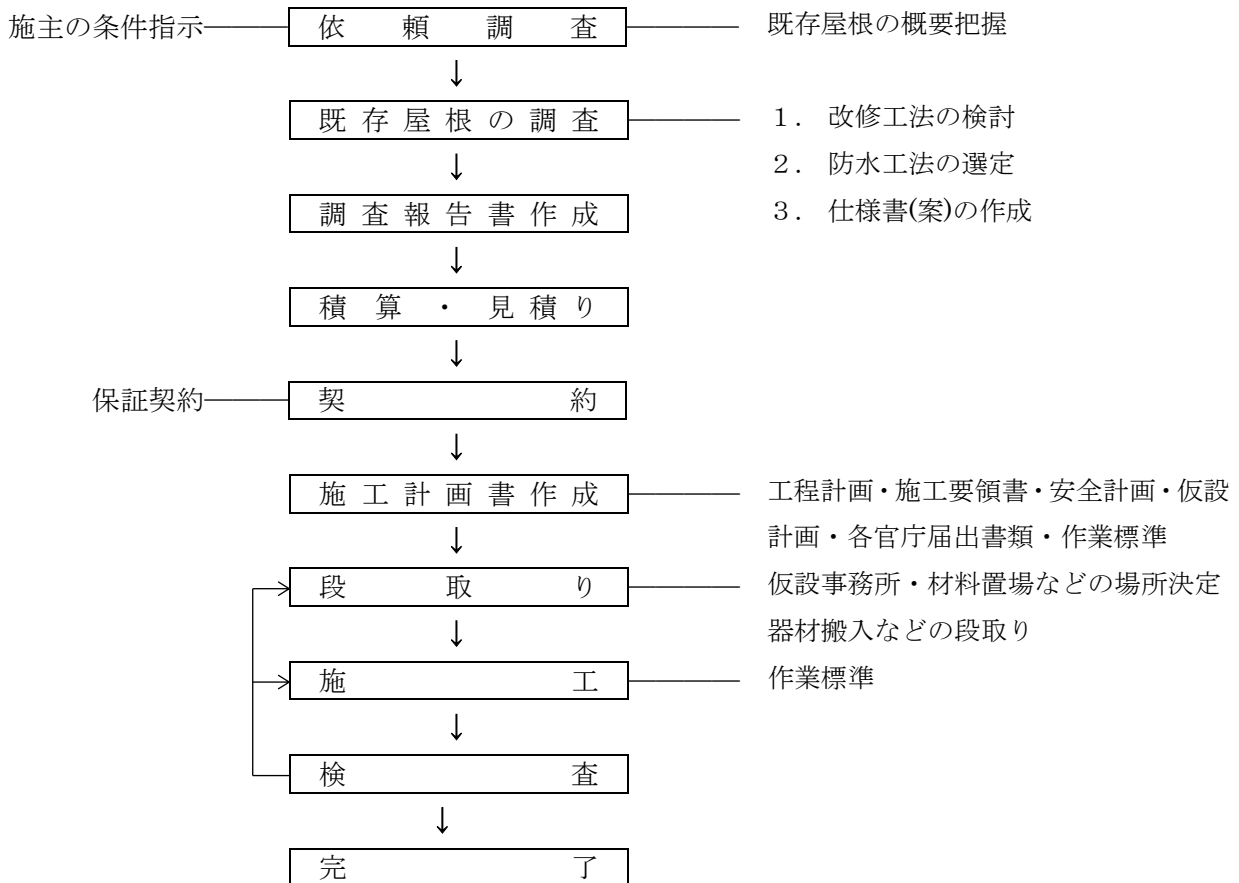 施主の条件指示
依頼調査
既存屋根の概要把握
↓
既存屋根の調査
1. 改修工法の検討
↓
2. 防水工法の選定
調査報告書作成
3. 仕様書(案)の作成
↓
積算・見積り
↓
保証契約
契約
↓
施工計画書作成
工程計画・施工要領書・安全計画・仮設
↓
計画・各官庁届出書類・作業標準
段取り
仮設事務所・材料置場などの場所決定
↓
器材搬入などの段取り
施工
作業標準
↓
検査
↓
完了